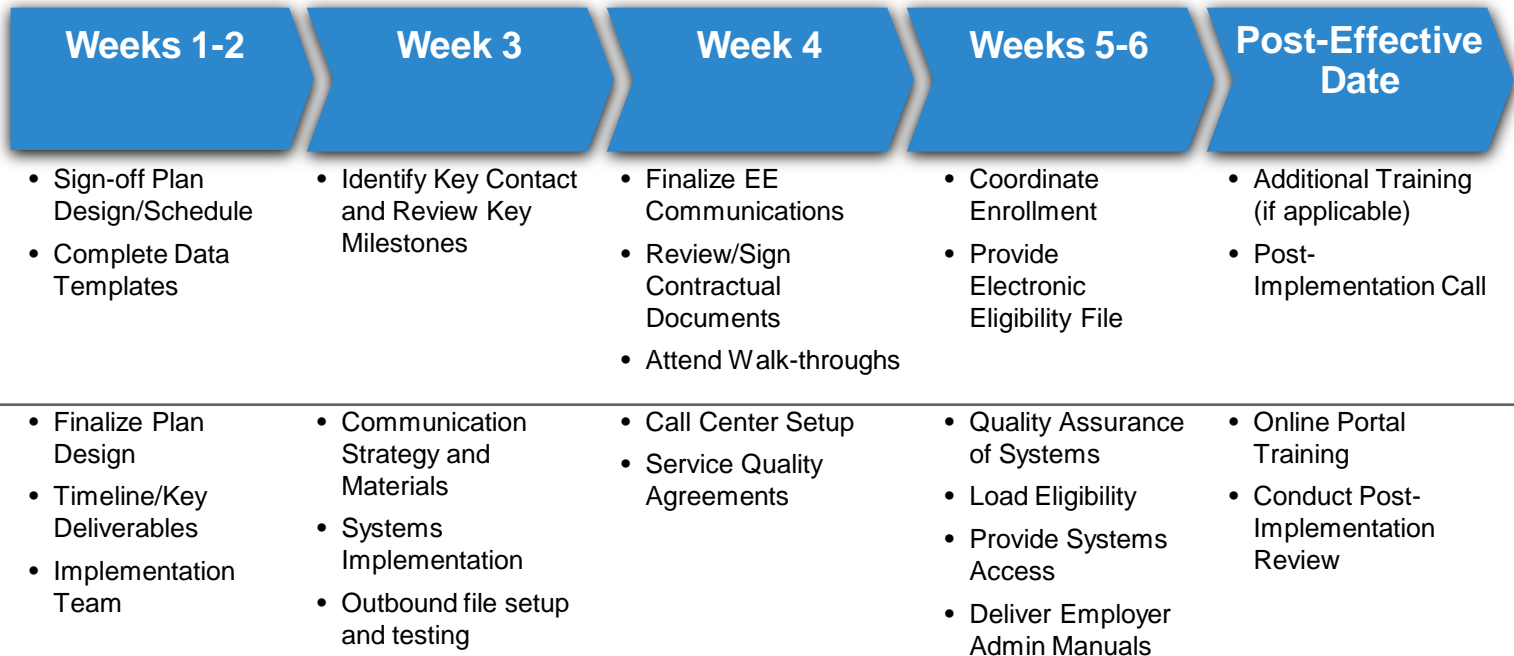 Weeks 1-2
Week 3
Week 4
Weeks 5-6
Post-Effective
Date
• Sign-off Plan
Design/Schedule
• Complete Data
Templates
• Identify Key Contact
and Review Key
Milestones
• Finalize EE
Communications
• Review/Sign
Contractual
Documents
• Attend Walk-throughs
• Coordinate
Enrollment
• Provide
Electronic
Eligibility File
• Additional Training
(if applicable)
• Post-
Implementation Call
• Finalize Plan
Design
• Timeline/Key
Deliverables
• Implementation
Team
• Communication
Strategy and
Materials
• Systems
Implementation
• Outbound file setup
and testing
• Call Center Setup
• Service Quality
Agreements
• Quality Assurance
of Systems
• Load Eligibility
• Provide Systems
Access
• Deliver Employer
Admin Manuals
• Online Portal
Training
• Conduct Post-
Implementation
Review